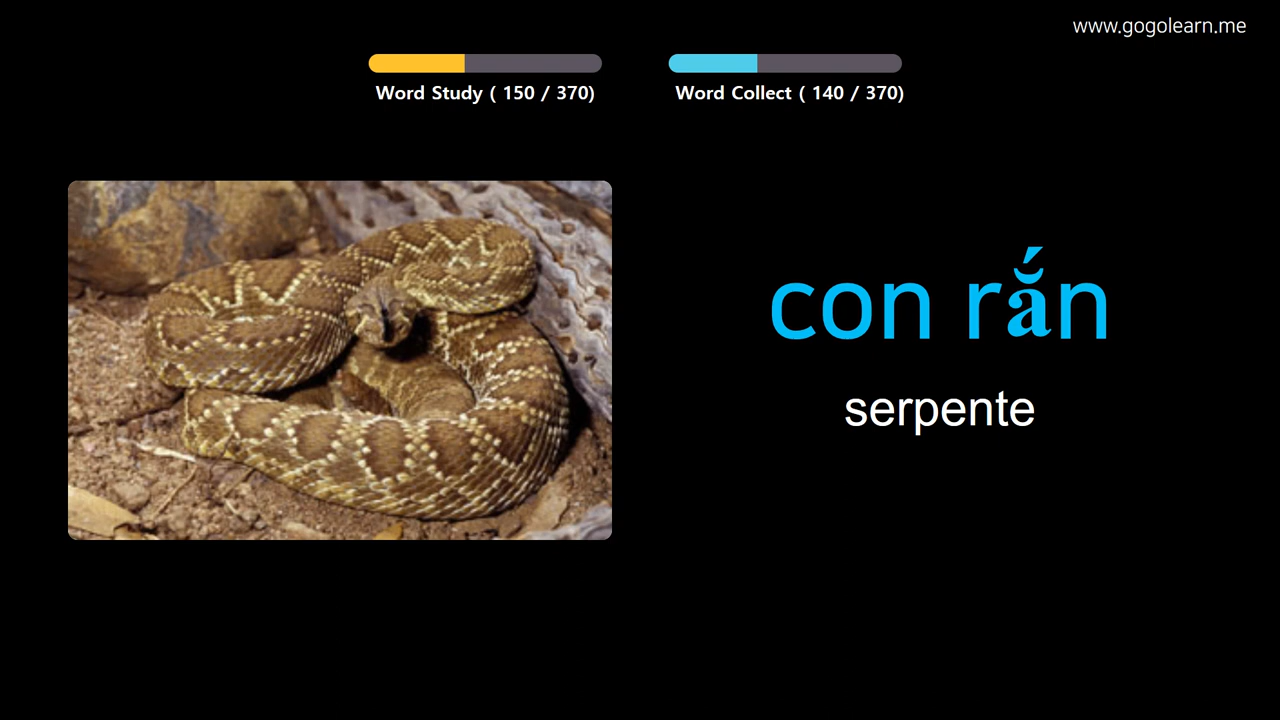 www.gogolearn.me
Word Study ( 150 / 370)
Word Collect ( 140 / 370)
con rắn
serpente